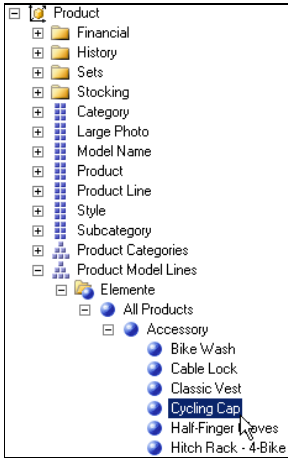 Product
Financial
History
Sets
Stocking
Category
Large Photo
Model Name
Product
Product Line
Style
Subcategory
Product Categories
Product Model Lines
Elemente
All Products
Accessory
Bike Wash
Cable Lock
Classic Vest
Cycling Cap
Half-Finger
Hitch Rack - 4-Bike